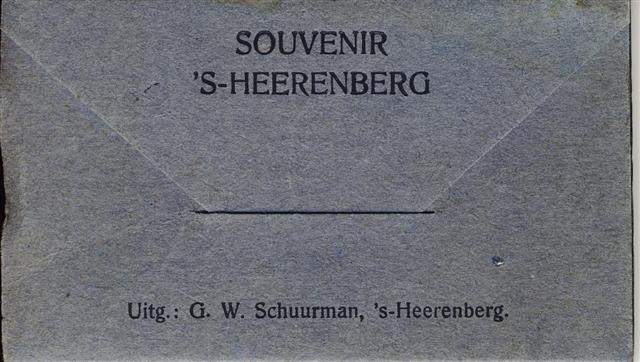 SOUVENIR
'S-HEERENBERG
Uitg.: G. W. Schuurman, 's-Heerenberg.